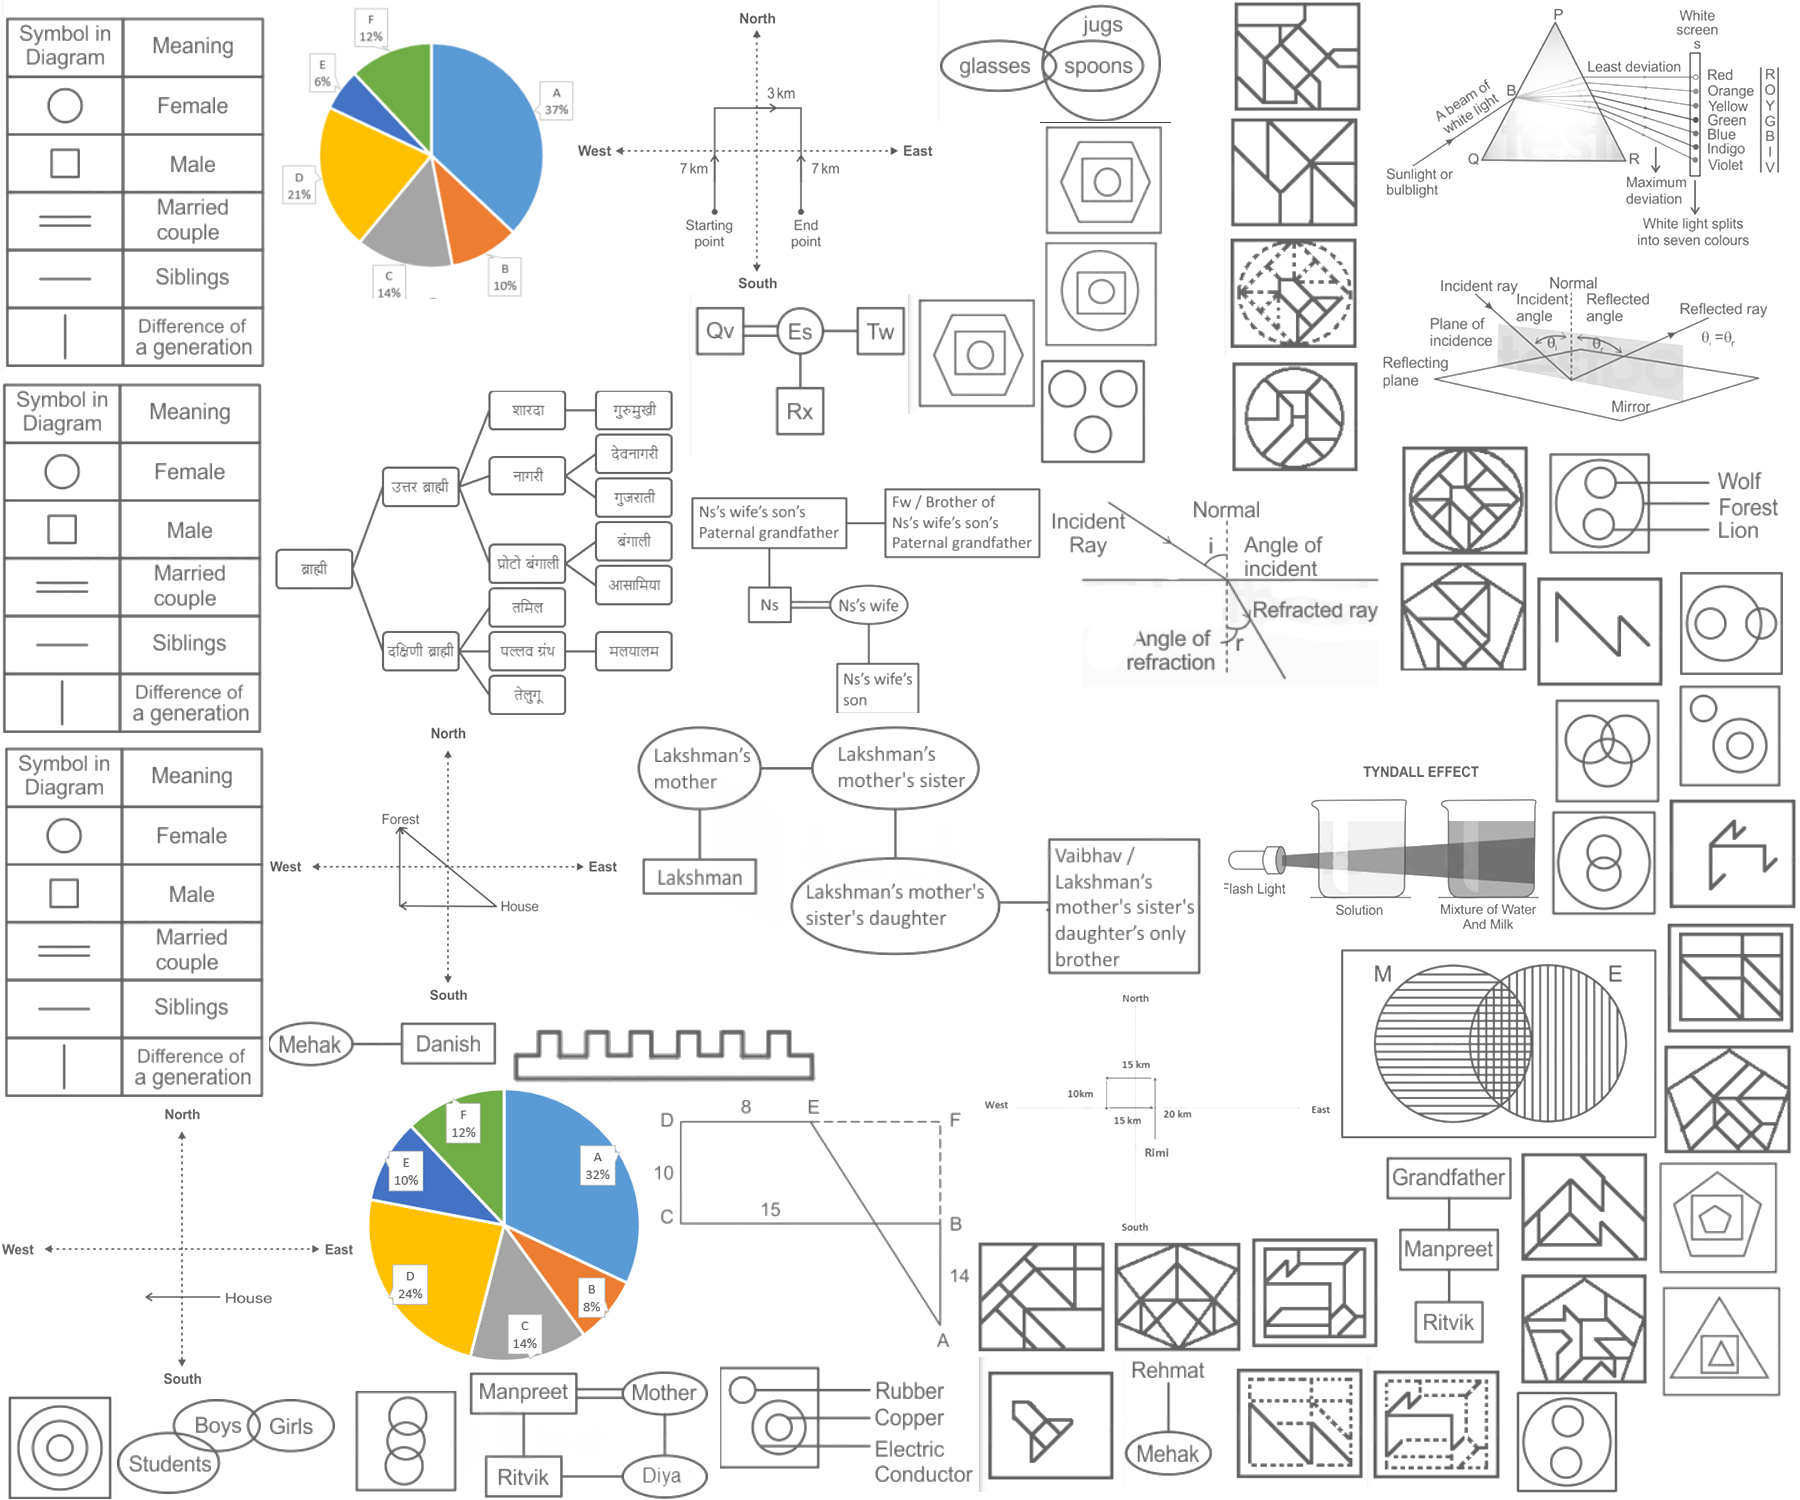 Symbol in
Diagram
Meaning
Female
Male
Married
couple
Siblings
Difference of
a generation
F
12%
E
6%
A
37%
D
21%
C
14%
B
10%
North
3 km
West
East
7 km
7 km
Starting
point
End
point
South
jugs
glasses
spoons
P
White
screen
s
Least deviation
Red
Orange
Yellow
Green
Blue
Indigo
Violet
R
O
Y
G
B
I
V
B
A beam of
white light
Q
R
Sunlight or
bulblight
Maximum
deviation
White light splits
into seven colours
Incident ray
Normal
Incident
angle
Reflected
angle
Reflected ray
Plane of
incidence
θi
θr
θi =θr
Reflecting
plane
Mirror
Qv
Es
Tw
Rx
Symbol in
Diagram
Meaning
Female
Male
Married
couple
Siblings
Difference of
a generation
ब्राह्मी
उत्तर ब्राह्मी
दक्षिणी ब्राह्मी
शारदा
नागरी
प्रोटो बंगाली
तमिल
पल्लव ग्रंथ
तेलुगू
गुरुमुखी
देवनागरी
गुजराती
बंगाली
आसामिया
मलयालम
Ns's wife's son's
Paternal grandfather
Fw / Brother of
Ns's wife's son's
Paternal grandfather
Ns
Ns's wife
Ns's wife's
son
Incident
Ray
Normal
i
Angle of
incident
Refracted ray
Angle of
refraction
r
Wolf
Forest
Lion
Symbol in
Diagram
Meaning
Female
Male
Married
couple
Siblings
Difference of
a generation
North
Forest
West
East
House
South
Lakshman's
mother
Lakshman's
mother's sister
Lakshman
Lakshman's mother's
sister's daughter
Vaibhav /
Lakshman's
mother's sister's
daughter's only
brother
TYNDALL EFFECT
Flash Light
Solution
Mixture of Water
And Milk
M
E
Mehak
Danish
North
West
East
House
South
F
12%
E
10%
A
32%
D
24%
C
14%
B
8%
D
8
E
F
10
C
15
B
14
A
North
15 km
10km
West
15 km
20 km
East
Rimi
South
Grandfather
Manpreet
Ritvik
Boys
Girls
Students
Manpreet
Mother
Ritvik
Diya
Rubber
Copper
Electric
Conductor
Rehmat
Mehak